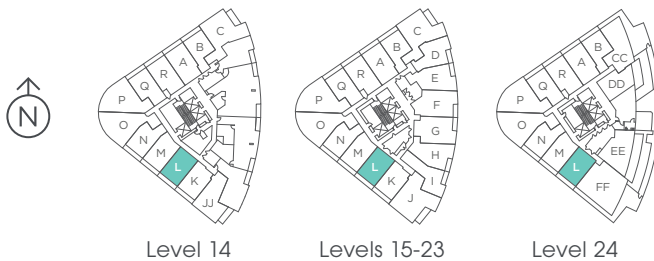 C
B
A
R
Q
P
O
N
M
L
K
JJ
C
B
A
R
Q
P
O
N
M
L
K
J
D
E
F
G
H
I
CC
B
A
R
Q
P
O
N
M
L
DD
EE
FF
N
Level 14
Levels 15-23
Level 24